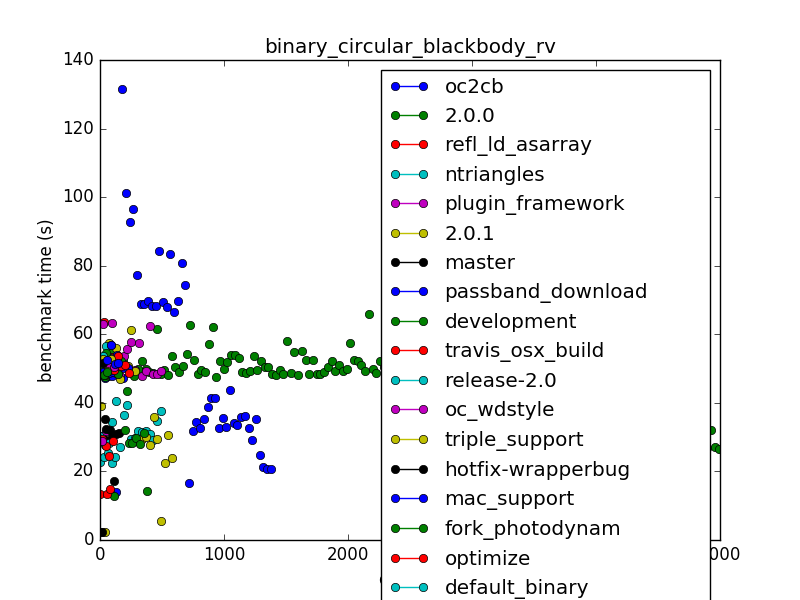 binary_circular_blackbody_rv
140
120
100
80
60
40
20
0
benchmark time (s)
0
1000
2000
000
oc2cb
2.0.0
refl_ld_asarray
ntriangles
plugin_framework
2.0.1
master
passband_download
development
travis_osx_build
release-2.0
oc_wdstyle
triple_support
hotfix-wrapperbug
mac_support
fork_photodynam
optimize
default_binary